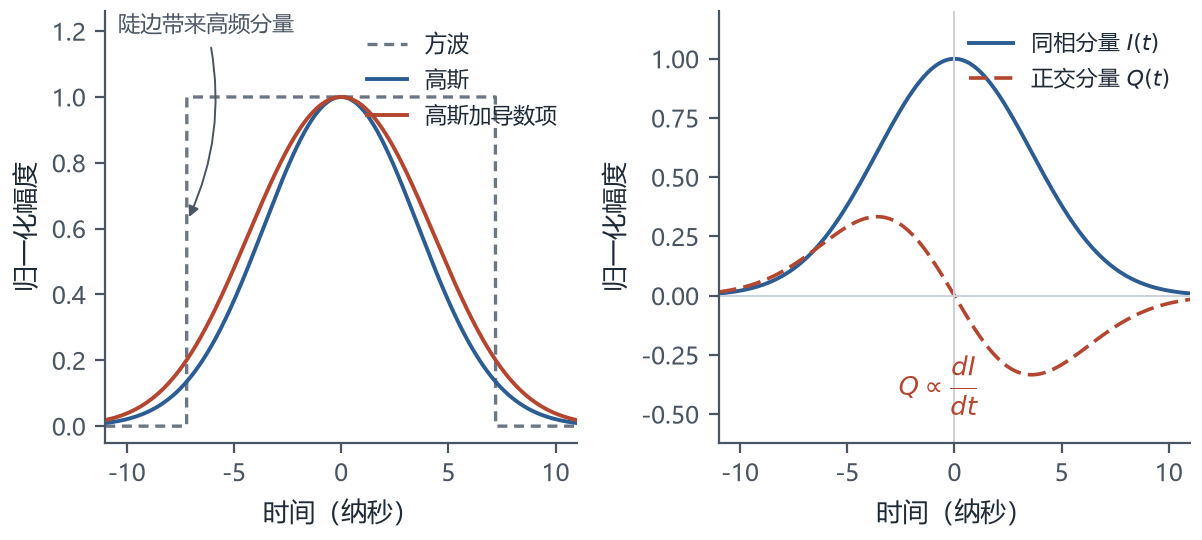 陡边带来高频分量
方波
高斯
高斯加导数项
归一化幅度
1.2
1.0
0.8
0.6
0.4
0.2
0.0
-10
-5
0
5
10
时间（纳秒）
同相分量 I(t)
正交分量 Q(t)
归一化幅度
1.00
0.75
0.50
0.25
0.00
-0.25
-0.50
Q ∝ dI/dt
-10
-5
0
5
10
时间（纳秒）